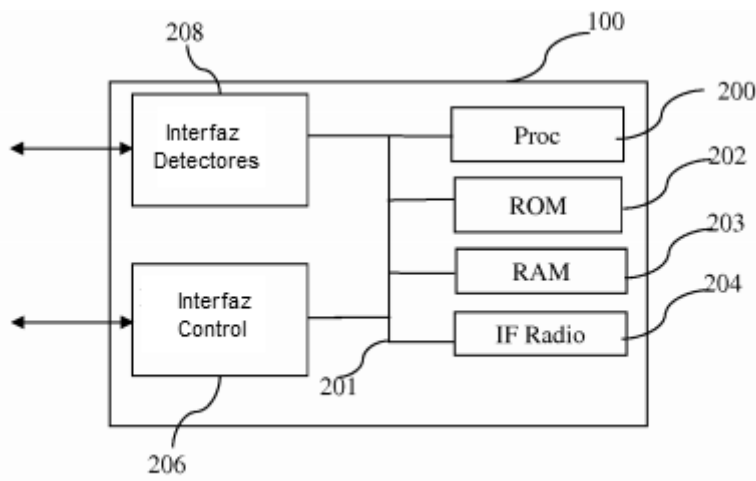 208
100
200
Interfaz
Detectores
Proc
202
ROM
203
RAM
204
Interfaz
Control
IF Radio
201
206